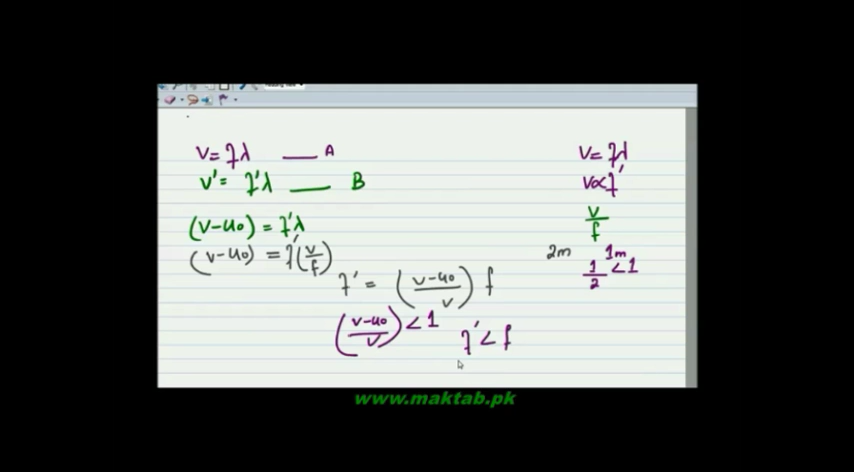 v = fλ —— A
v' = f'λ —— B
(v-u₀) = f'λ
(v-u₀) = f'(v/f)
f' = (v-u₀/v) f
(v-u₀/v) < 1 f' < f
v = fλ
v ∝ f'
v/f
2m 1m
1/2 < 1
www.maktab.pk